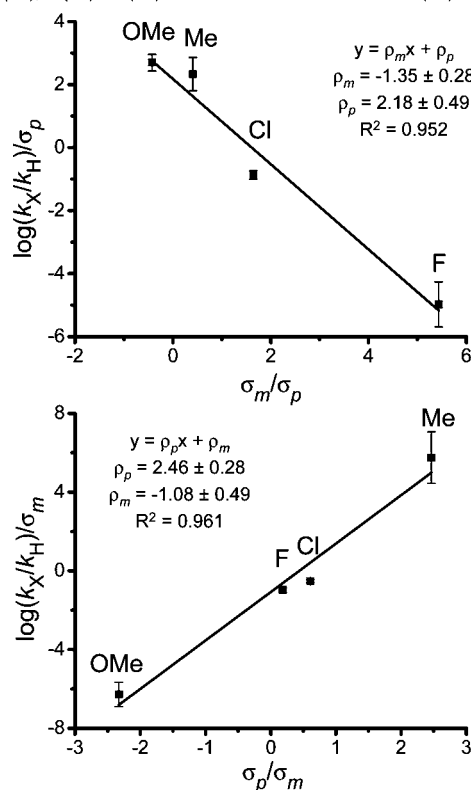 OMe
Me
Cl
F
y = ρₘx + ρₚ
ρₘ = -1.35 ± 0.28
ρₚ = 2.18 ± 0.49
R² = 0.952
log(kₓ/k_H)/σₚ
4
2
0
-2
-4
-6
-2 0 2 4 6
σₘ/σₚ
y = ρₚx + ρₘ
ρₚ = 2.46 ± 0.28
ρₘ = -1.08 ± 0.49
R² = 0.961
OMe
F
Cl
Me
log(kₓ/k_H)/σₘ
8
4
0
-4
-8
-3 -2 -1 0 1 2 3
σₚ/σₘ